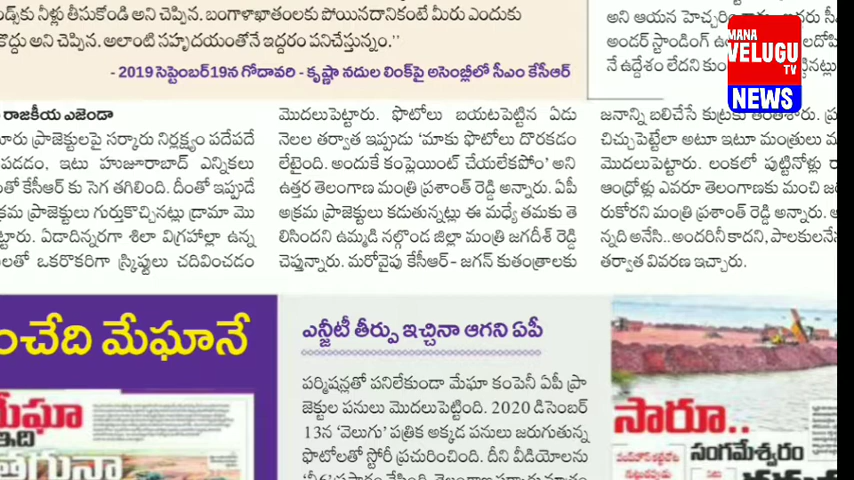 డ్స్‌కు నీళ్లు తీసుకోండి అని చెప్పిన. బంగాళాఖాతంలకు పోయినదానికంటే మీరు ఎందుకు
కొద్దు అని చెప్పిన. అలాంటి సహృదయంతోనే ఇద్దరం పనిచేస్తున్నం.''
- 2019 సెప్టెంబర్ 19న గోదావరి - కృష్ణా నదుల లింక్‌పై అసెంబ్లీలో సీఎం కేసీఆర్
అని ఆయన హెచ్చరిం
అండర్ స్టాండింగ్
నే ఉద్దేశం లేదని
MANA
VELUGU
TV
NEWS
రాజకీయ ఎజెండా
ప్రాజెక్టులపై సర్కారు నిర్లక్ష్యం పదేపదే
పడడం, ఇటు హుజూరాబాద్ ఎన్నికలు
తో కేసీఆర్ కు సెగ తగిలింది. దీంతో ఇప్పుడే
క్రమ ప్రాజెక్టులు గుర్తుకొచ్చినట్లు డ్రామా మొ
ట్టారు. ఏడాదిన్నరగా శిలా విగ్రహాల్లా ఉన్న
లతో ఒకరొకరిగా స్క్రిప్టులు చదివించడం
మొదలుపెట్టారు. ఫొటోలు బయటపెట్టిన ఏడు
నెలల తర్వాత ఇప్పుడు 'మాకు ఫొటోలు దొరకడం
లేటైంది. అందుకే కంప్లెయింట్ చేయలేకపోం' అని
ఉత్తర తెలంగాణ మంత్రి ప్రశాంత్ రెడ్డి అన్నారు. ఏపీ
అక్రమ ప్రాజెక్టులు కడుతున్నట్లు ఈ మధ్యే తమకు తె
లిసిందని ఉమ్మడి నల్గొండ జిల్లా మంత్రి జగదీశ్ రెడ్డి
చెప్తున్నారు. మరోవైపు కేసీఆర్- జగన్ కుతంత్రాలకు
జనాన్ని బలిచేసే కుట్రకు
చిచ్చుపెట్టేలా అటూ ఇటూ మంత్రులు
మొదలుపెట్టారు. లంకలో పుట్టినోళ్లు
ఆంధ్రోళ్లు ఎవరూ తెలంగాణకు మంచి
రుకోరని మంత్రి ప్రశాంత్ రెడ్డి అన్నారు.
న్నది అనేసి.. అందరినీ కాదని, పాలకులనే
తర్వాత వివరణ ఇచ్చారు.
ంచేది మేఘానే
ఎన్జీటీ తీర్పు ఇచ్చినా ఆగని ఏపీ
పర్మిషన్లతో పనిలేకుండా మేఘా కంపెనీ ఏపీ ప్రా
జెక్టుల పనులు మొదలుపెట్టింది. 2020 డిసెంబర్
13న 'వెలుగు' పత్రిక అక్కడ పనులు జరుగుతున్న
ఫొటోలతో స్టోరీ ప్రచురించింది. దీని వీడియోలను
మేఘా
ఇది
తగునా
సారూ..
సంగమేశ్వరం